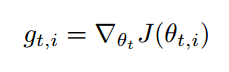 g_{t,i} = ∇_{θ_t} J(θ_{t,i})